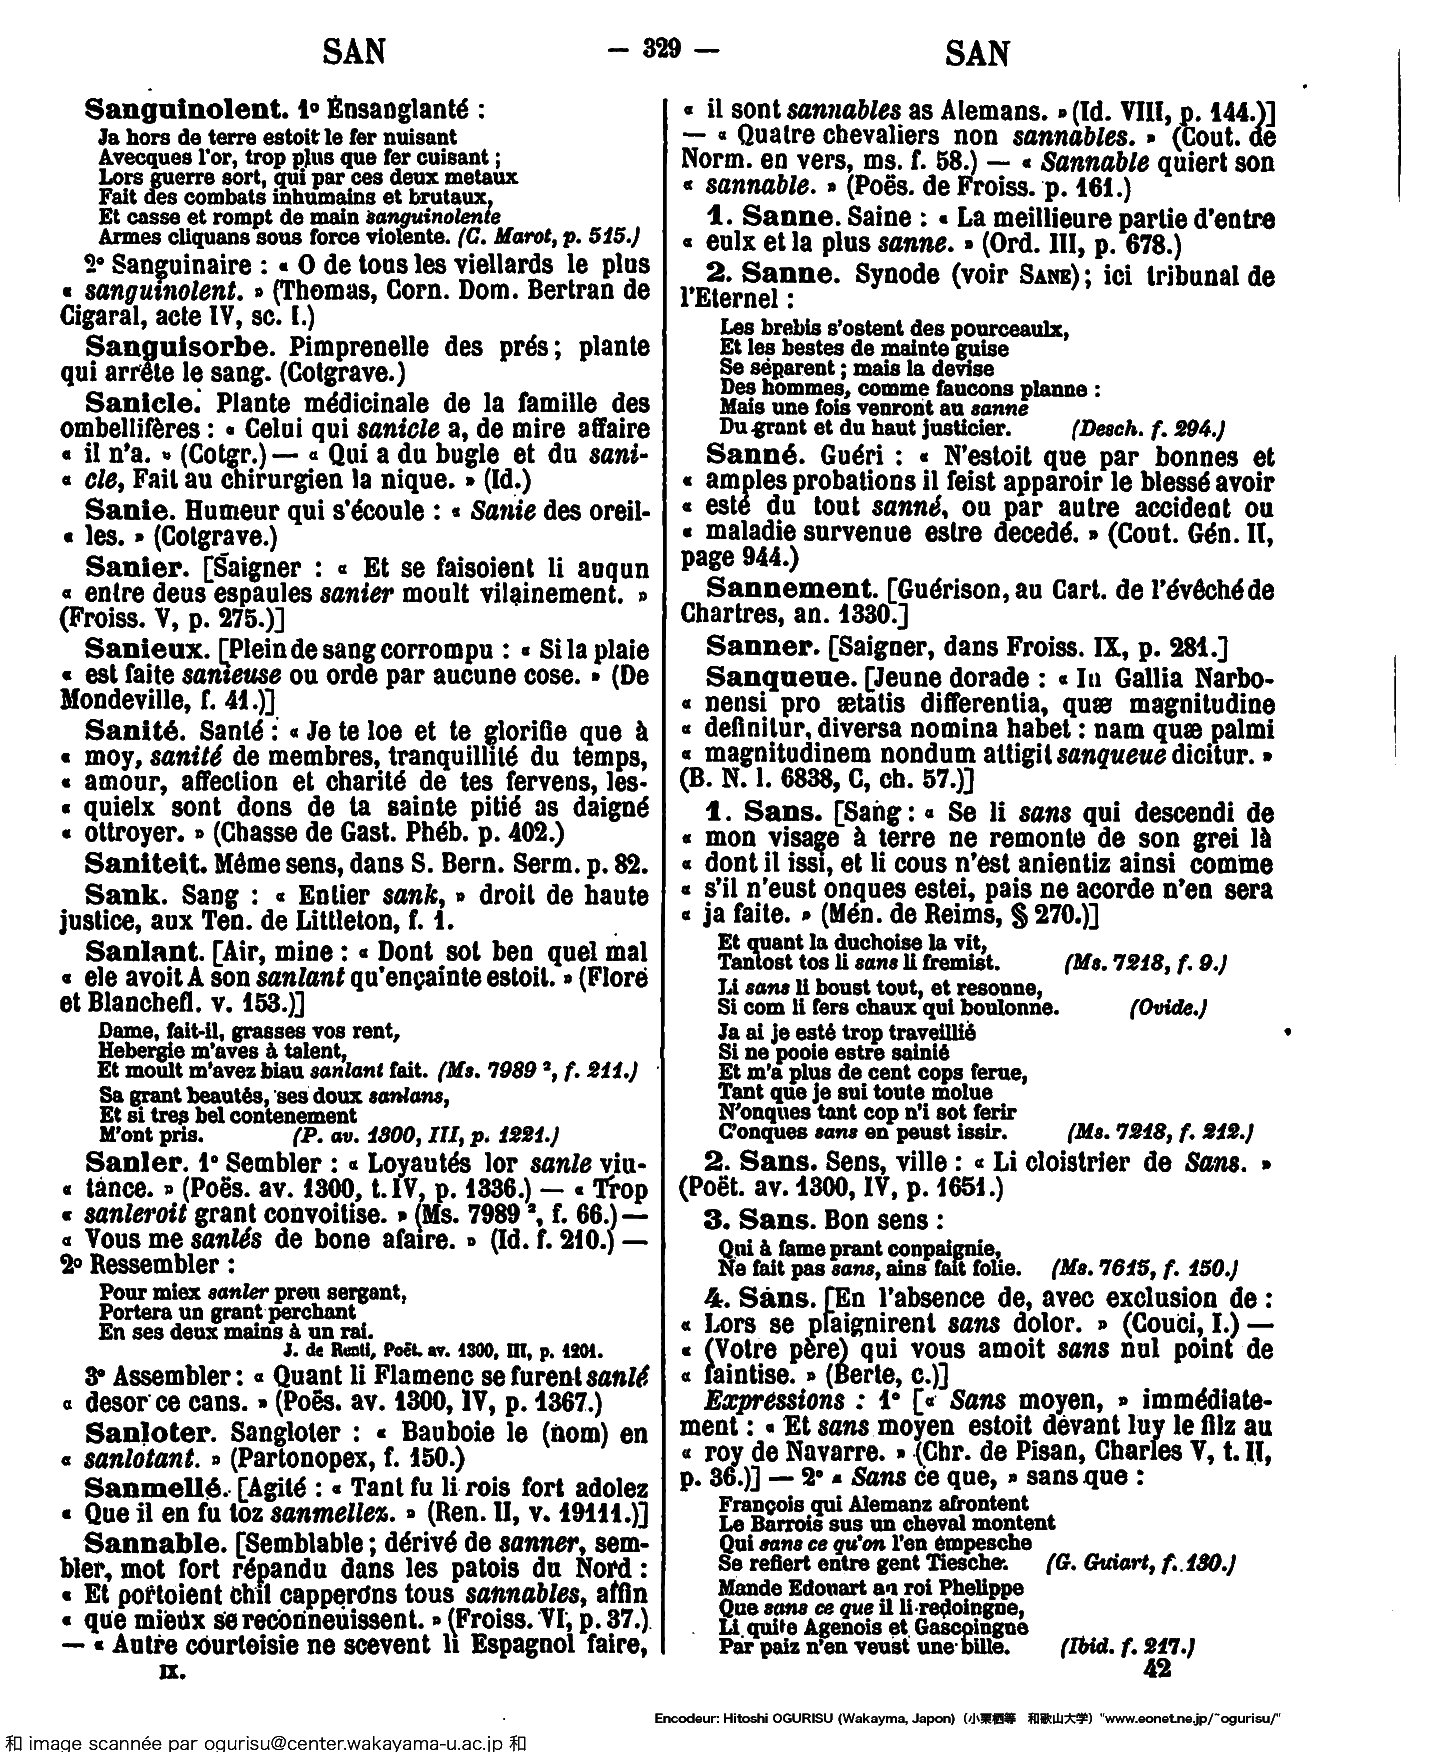 SAN — 329 — SAN
Sanguinolent. 1º Ensanglanté :
Ja hors de terre estoit le fer nuisant
Avecques l'or, trop plus que fer cuisant ;
Lors guerre sort, qui par ces deux metaux
Fait des combats inhumains et brutaux,
Et casse et rompt de main sanguinolente
Armes cliquans sous force violente. (C. Marot, p. 515.)
2º Sanguinaire : « O de tous les viellards le plus
« sanguinolent. » (Thomas, Corn. Dom. Bertran de
Cigaral, acte IV, sc. I.)
Sanguisorbe. Pimprenelle des prés ; plante
qui arrête le sang. (Cotgrave.)
Sanicle. Plante médicinale de la famille des
ombellifères : « Celui qui sanicle a, de mire affaire
« il n'a. » (Cotgr.) — « Qui a du bugle et du sani-
« cle, Fait au chirurgien la nique. » (Id.)
Sanie. Humeur qui s'écoule : « Sanie des oreil-
« les. » (Cotgrave.)
Sanier. [Saigner : « Et se faisoient li auqun
« entre deus espaules sanier moult vilainement. »
(Froiss. V, p. 275.)]
Sanieux. [Plein de sang corrompu : « Si la plaie
« est faite sanieuse ou orde par aucune cose. » (De
Mondeville, f. 41.)]
Sanité. Santé : « Je te loe et te glorifie que à
« moy, sanité de membres, tranquillité du temps,
« amour, affection et charité de tes fervens, les-
« quielx sont dons de ta sainte pitié as daigné
« ottroyer. » (Chasse de Gast. Phéb. p. 402.)
Saniteit. Même sens, dans S. Bern. Serm. p. 82.
Sank. Sang : « Entier sank, » droit de haute
justice, aux Ten. de Littleton, f. 1.
Sanlant. [Air, mine : « Dont sot ben quel mal
« ele avoit A son sanlant qu'ençainte estoit. » (Flore
et Blanchefl. v. 153.)]
Dame, fait-il, grasses vos rent,
Hebergie m'aves à talent,
Et moult m'avez biau sanlant fait. (Ms. 7989 ², f. 211.)
Sa grant beautés, ses doux sanlans,
Et si tres bel contenement
M'ont pris. (P. av. 1300, III, p. 1221.)
Sanler. 1º Sembler : « Loyautés lor sanle viu-
« tance. » (Poës. av. 1300, t. IV, p. 1336.) — « Trop
« sanleroit grant convoitise. » (Ms. 7989 ², f. 66.) —
« Vous me sanlés de bone afaire. » (Id. f. 210.) —
2º Ressembler :
Pour miex sanler preu sergant,
Portera un grant perchant
En ses deux mains à un rai.
J. de Renti, Poët. av. 1300, III, p. 1201.
3º Assembler : « Quant li Flamenc se furent sanlé
« desor ce cans. » (Poës. av. 1300, IV, p. 1367.)
Sanloter. Sangloter : « Bauboie le (nom) en
« sanlotant. » (Partonopex, f. 150.)
Sanmellé. [Agité : « Tant fu li rois fort adolez
« Que il en fu toz sanmellez. » (Ren. II, v. 19111.)]
Sannable. [Semblable ; dérivé de sanner, sem-
bler, mot fort répandu dans les patois du Nord :
« Et portoient chil capperons tous sannables, affin
« que mieux se reconneuissent. » (Froiss. VI, p. 37.)
— « Autre courtoisie ne scevent li Espagnol faire,
IX.
« il sont sannables as Alemans. » (Id. VIII, p. 144.)]
— « Quatre chevaliers non sannables. » (Cout. de
Norm. en vers, ms. f. 58.) — « Sannable quiert son
« sannable. » (Poës. de Froiss. p. 161.)
1. Sanne. Saine : « La meillieure partie d'entre
« eulx et la plus sanne. » (Ord. III, p. 678.)
2. Sanne. Synode (voir SANE) ; ici tribunal de
l'Eternel :
Les brebis s'ostent des pourceaulx,
Et les bestes de mainte guise
Se séparent ; mais la devise
Des hommes, comme faucons planne :
Mais une fois venront au sanne
Du grant et du haut justicier. (Desch. f. 294.)
Sanné. Guéri : « N'estoit que par bonnes et
« amples probations il feist apparoir le blessé avoir
« esté du tout sanné, ou par autre accident ou
« maladie survenue estre decedé. » (Cout. Gén. II,
page 944.)
Sannement. [Guérison, au Cart. de l'évêché de
Chartres, an. 1330.]
Sanner. [Saigner, dans Froiss. IX, p. 281.]
Sanqueue. [Jeune dorade : « In Gallia Narbo-
« nensi pro ætatis differentia, quæ magnitudine
« definitur, diversa nomina habet : nam quæ palmi
« magnitudinem nondum attigit sanqueue dicitur. »
(B. N. l. 6838, C, ch. 57.)]
1. Sans. [Sang : « Se li sans qui descendi de
« mon visage à terre ne remonte de son grei là
« dont il issi, et li cous n'est anientiz ainsi comme
« s'il n'eust onques estei, pais ne acorde n'en sera
« ja faite. » (Mén. de Reims, § 270.)]
Et quant la duchoise la vit,
Tantost tos li sans li fremist. (Ms. 7218, f. 9.)
Li sans li boust tout, et resonne,
Si com li fers chaux qui boulonne. (Ovide.)
Ja ai je esté trop traveillié
Si ne pooie estre sainié
Et m'a plus de cent cops ferue,
Tant que je sui toute molue
N'onques tant cop n'i sot ferir
C'onques sans en peust issir. (Ms. 7218, f. 212.)
2. Sans. Sens, ville : « Li cloistrier de Sans. »
(Poët. av. 1300, IV, p. 1651.)
3. Sans. Bon sens :
Qui à fame prant conpaignie,
Ne fait pas sans, ains fait folie. (Ms. 7615, f. 150.)
4. Sans. [En l'absence de, avec exclusion de :
« Lors se plaignirent sans dolor. » (Couci, I.) —
« (Votre père) qui vous amoit sans nul point de
« faintise. » (Berte, c.)]
Expressions : 1º [« Sans moyen, » immédiate-
ment : « Et sans moyen estoit devant luy le filz au
« roy de Navarre. » (Chr. de Pisan, Charles V, t. II,
p. 36.)] — 2º « Sans ce que, » sans que :
François qui Alemanz afrontent
Le Barrois sus un cheval montent
Qui sans ce qu'on l'en empesche
Se refiert entre gent Tiesche. (G. Guiart, f. 130.)
Mande Edouart au roi Phelippe
Que sans ce que il li redoingne,
Li quite Agenois et Gascoingne
Par paiz n'en veust une bille. (Ibid. f. 217.)
42
Encodeur: Hitoshi OGURISU (Wakayma, Japon) (小栗栖等 和歌山大学) "www.eonet.ne.jp/~ogurisu/"
和 image scannée par ogurisu@center.wakayama-u.ac.jp 和